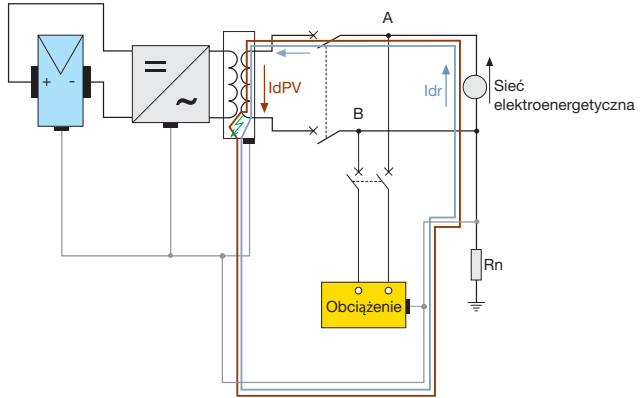 A
IdPV
Idr
Sieć
elektroenergetyczna
+ -
=
~
B
Rn
Obciążenie